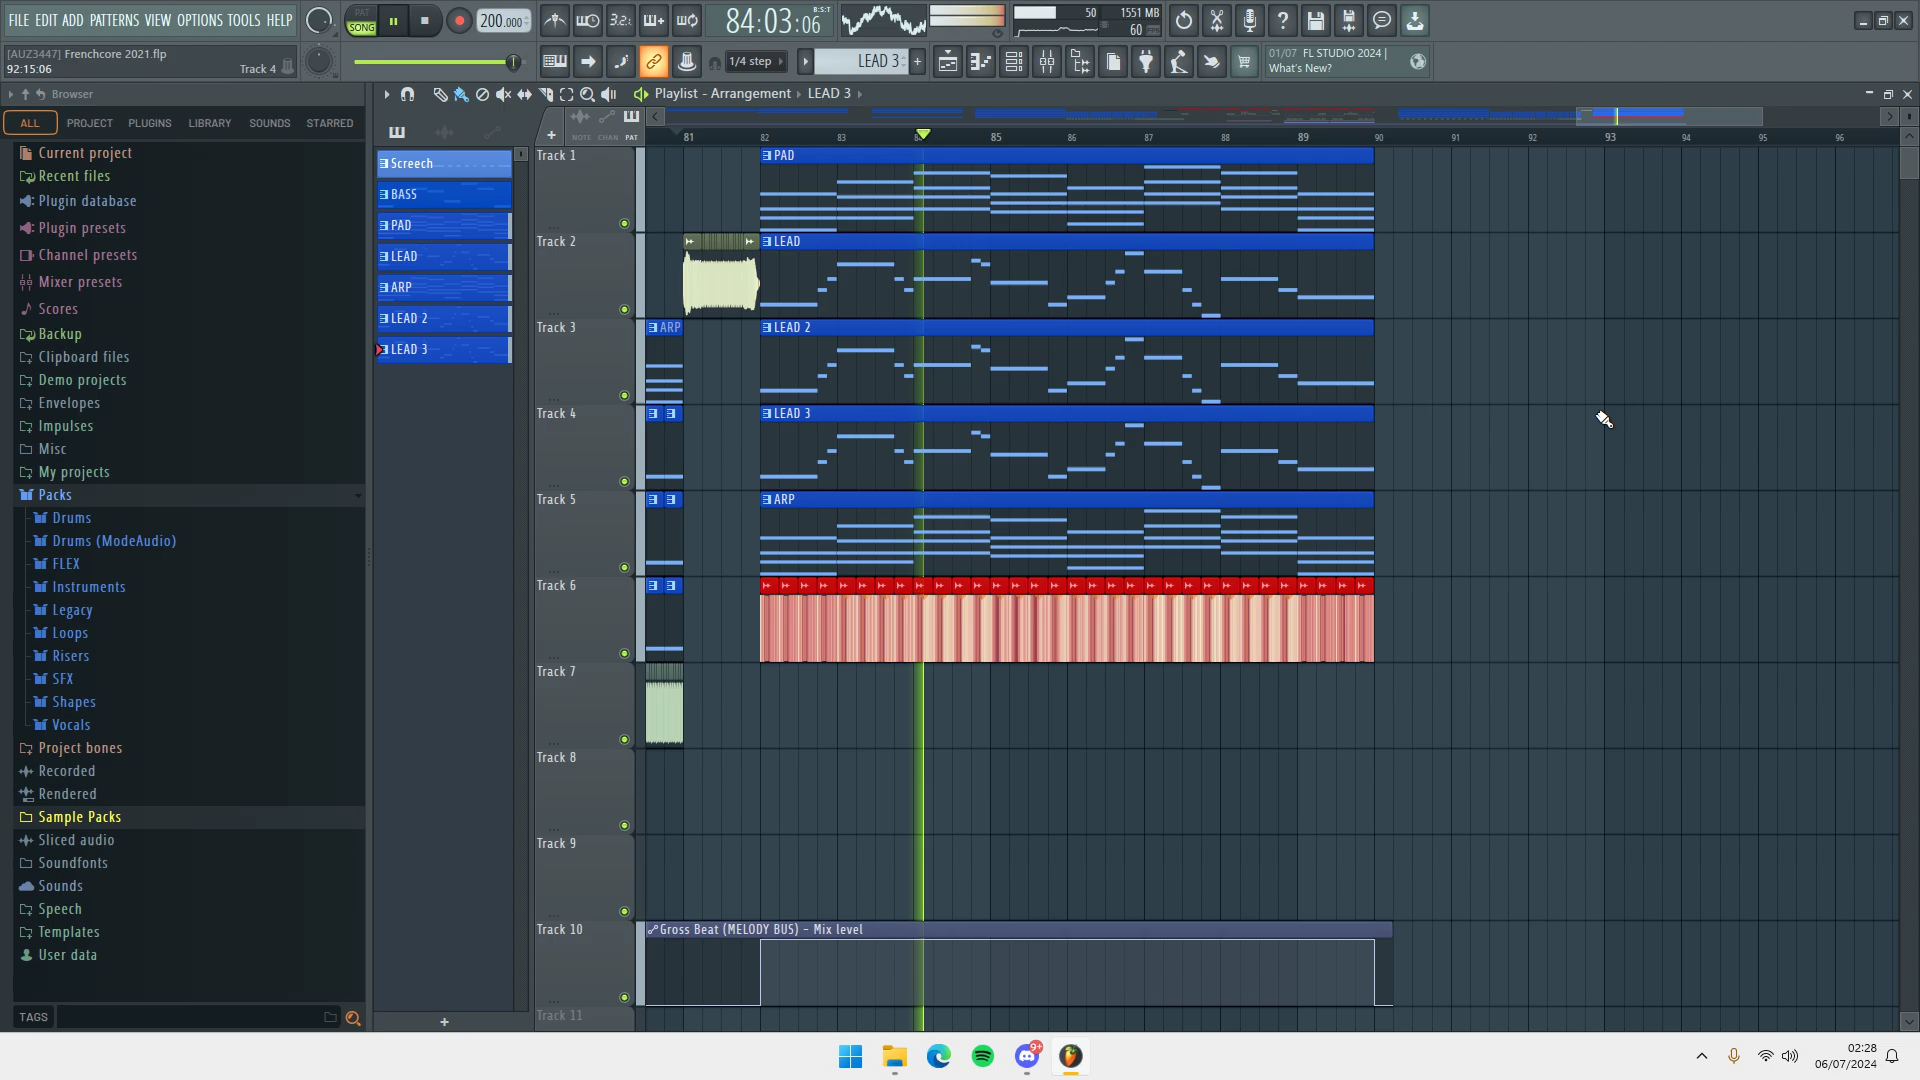 FILE EDIT ADD PATTERNS VIEW OPTIONS TOOLS HELP
PAT
SONG
200.000
3.2
84:03:06
B:S:T
50
1551 MB
60
[AUZ3447] Frenchcore 2021.flp
92:15:06
Track 4
1/4 step
LEAD 3
01/07 FL STUDIO 2024 |
What's New?
Browser
Playlist - Arrangement › LEAD 3 ›
ALL
PROJECT
PLUGINS
LIBRARY
SOUNDS
STARRED
NOTE CHAN PAT
81 82 83 84 85 86 87 88 89 90 91 92 93 94 95 96
Current project
Recent files
Plugin database
Plugin presets
Channel presets
Mixer presets
Scores
Backup
Clipboard files
Demo projects
Envelopes
Impulses
Misc
My projects
Packs
Drums
Drums (ModeAudio)
FLEX
Instruments
Legacy
Loops
Risers
SFX
Shapes
Vocals
Project bones
Recorded
Rendered
Sample Packs
Sliced audio
Soundfonts
Sounds
Speech
Templates
User data
TAGS
Screech
BASS
PAD
LEAD
ARP
LEAD 2
LEAD 3
Track 1
PAD
Track 2
LEAD
Track 3
ARP
LEAD 2
Track 4
LEAD 3
Track 5
ARP
Track 6
Track 7
Track 8
Track 9
Track 10
Gross Beat (MELODY BUS) - Mix level
Track 11
9+
02:28
06/07/2024